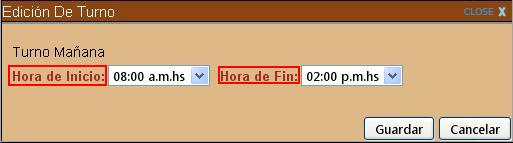 Edición De Turno CLOSE X
Turno Mañana
Hora de Inicio: 08:00 a.m.hs Hora de Fin: 02:00 p.m.hs
Guardar Cancelar